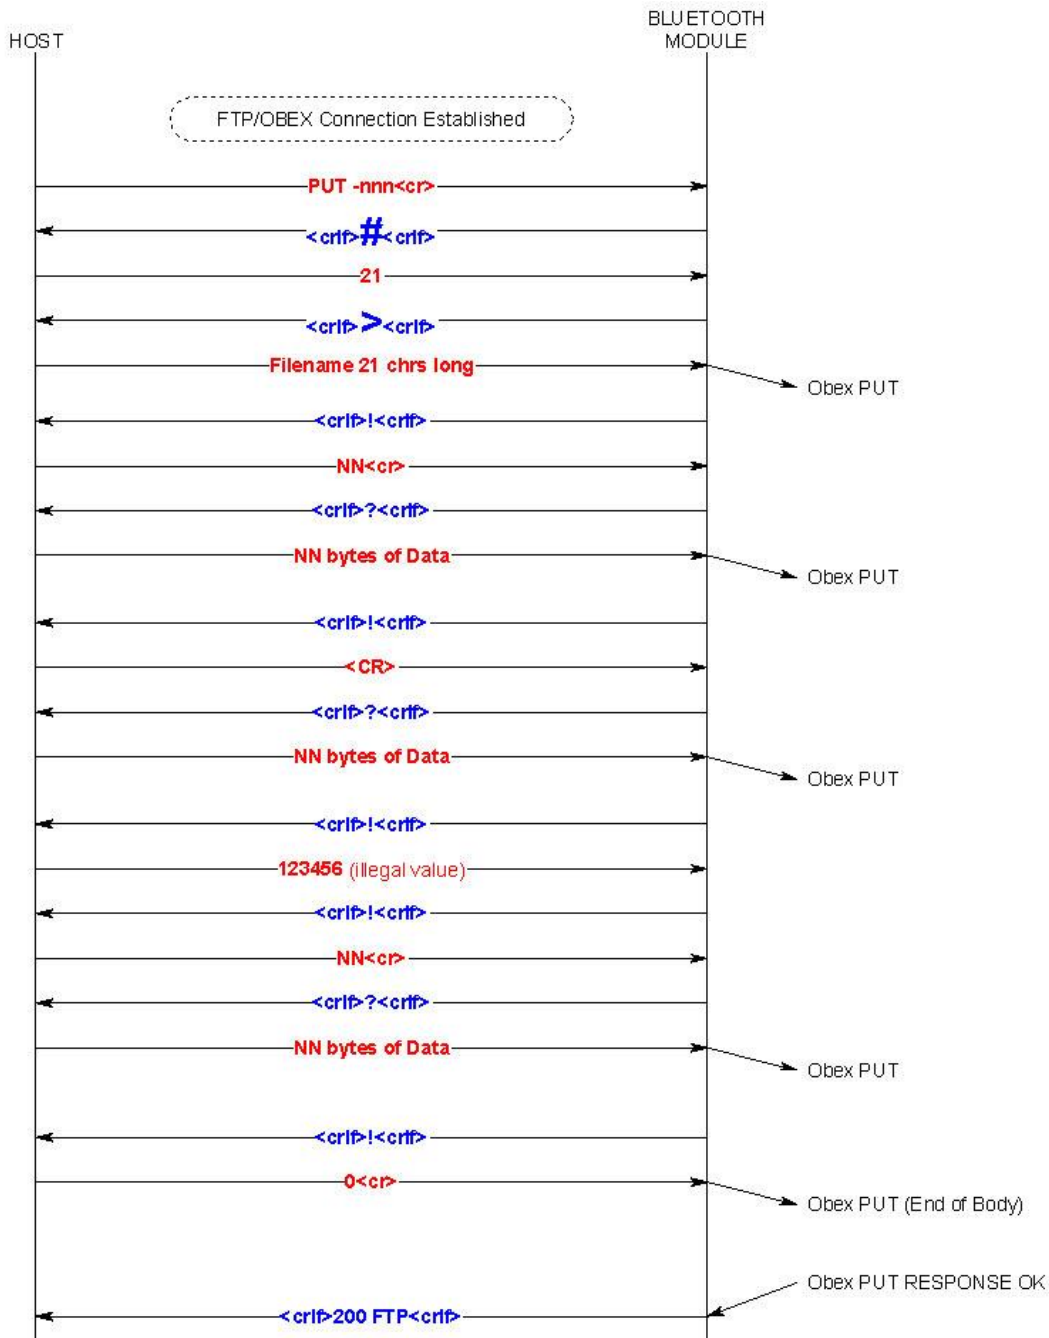 BLUETOOTH
HOST
MODULE
FTP/OBEX Connection Established
PUT -nnn<cr>
<crlf>#<crlf>
21
<crlf>><crlf>
Filename 21 chrs long
Obex PUT
<crlf>!<crlf>
NN<cr>
<crlf>?<crlf>
NN bytes of Data
Obex PUT
<crlf>!<crlf>
<CR>
<crlf>?<crlf>
NN bytes of Data
Obex PUT
<crlf>!<crlf>
123456 (illegal value)
<crlf>!<crlf>
NN<cr>
<crlf>?<crlf>
NN bytes of Data
Obex PUT
<crlf>!<crlf>
0<cr>
Obex PUT (End of Body)
Obex PUT RESPONSE OK
<crlf>200 FTP<crlf>